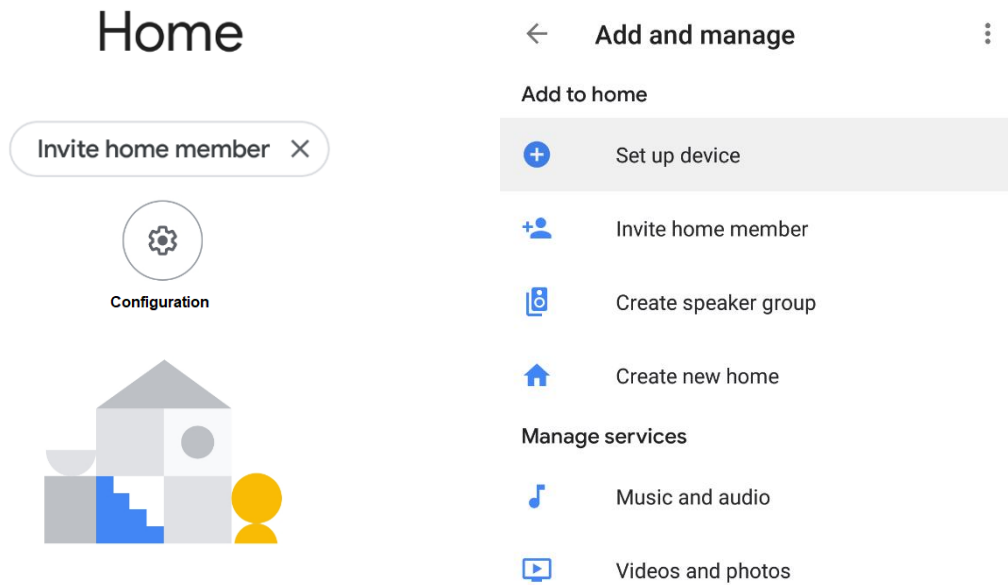 Home
Invite home member
Configuration
Add and manage
Add to home
Set up device
Invite home member
Create speaker group
Create new home
Manage services
Music and audio
Videos and photos